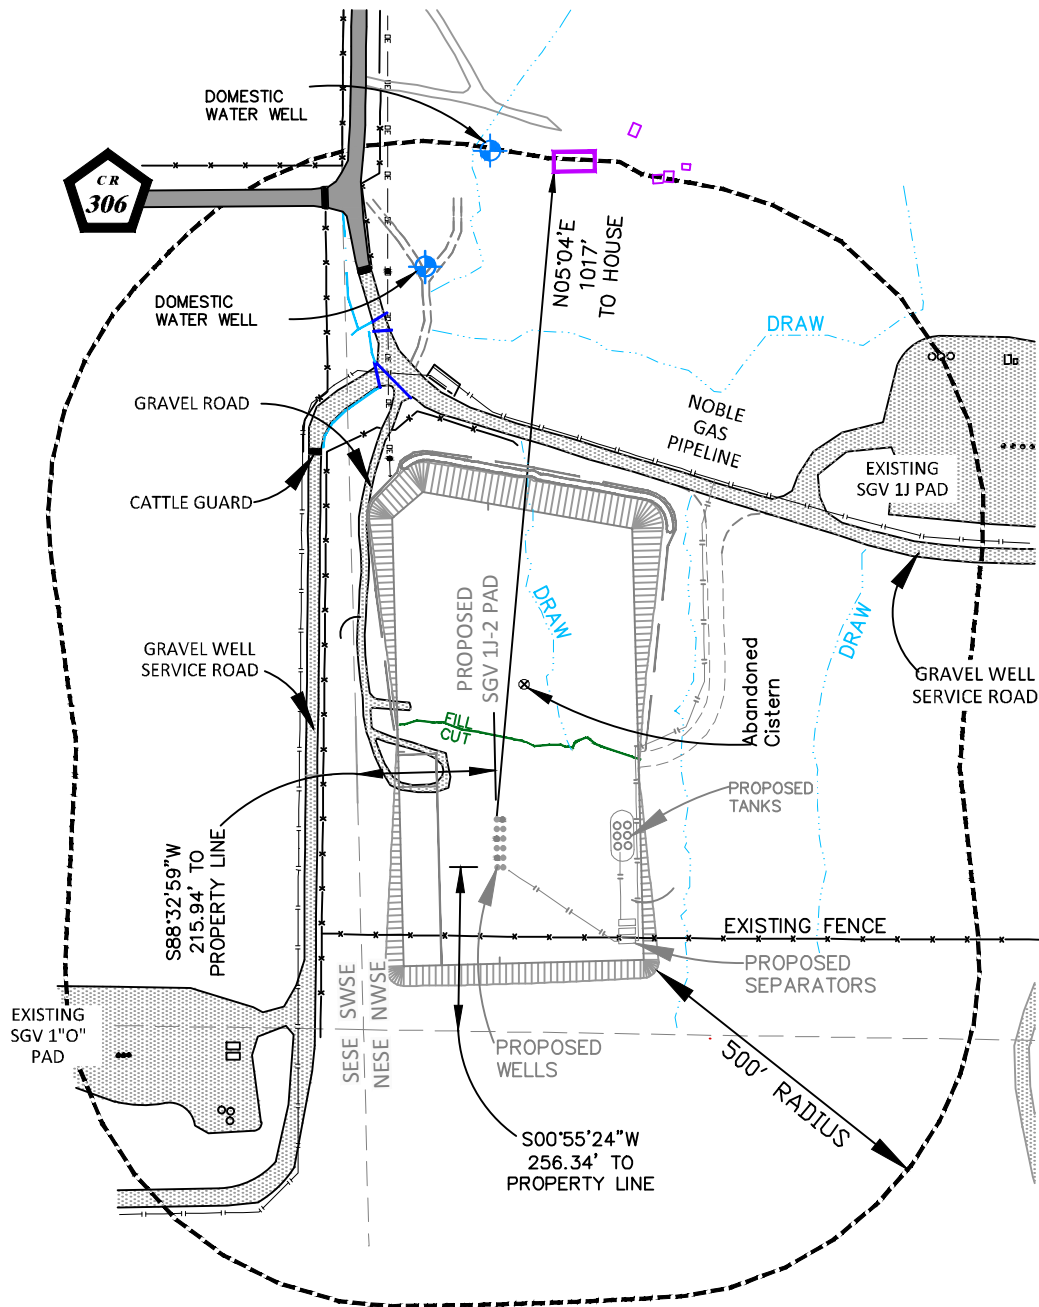 DOMESTIC
WATER WELL
CR
306
N05°04'E
1017'
TO HOUSE
DOMESTIC
WATER WELL
DRAW
GRAVEL ROAD
NOBLE
GAS
PIPELINE
EXISTING
SGV 1J PAD
CATTLE GUARD
PROPOSED
SGV 1J-2 PAD
DRAW
DRAW
GRAVEL WELL
SERVICE ROAD
GRAVEL WELL
SERVICE ROAD
Abandoned
Cistern
FILL
CUT
PROPOSED
TANKS
S88°32'59"W
215.94' TO
PROPERTY LINE
EXISTING FENCE
PROPOSED
SEPARATORS
SESE SWSE
NESE NWSE
EXISTING
SGV 1"O"
PAD
PROPOSED
WELLS
500' RADIUS
S00°55'24"W
256.34' TO
PROPERTY LINE